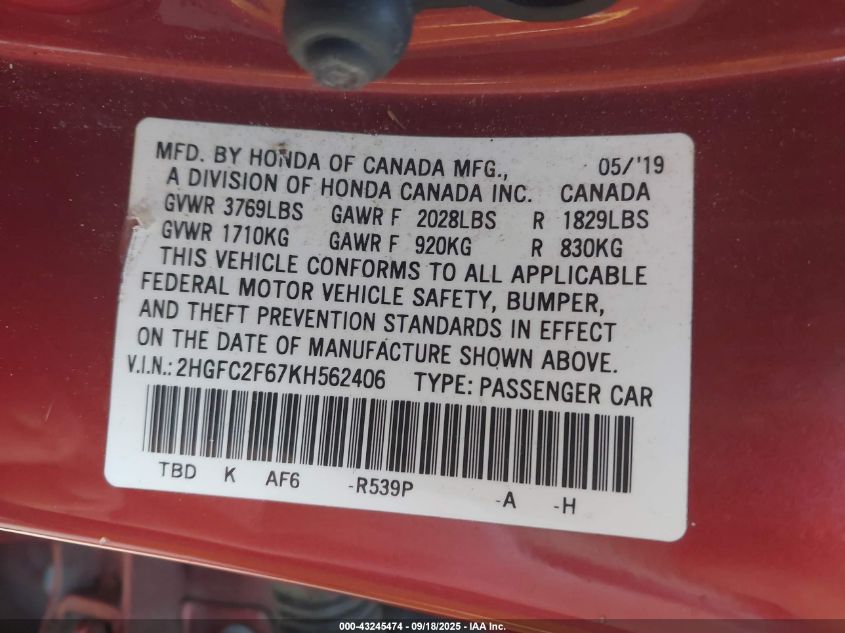 MFD. BY HONDA OF CANADA MFG., 05/'19
A DIVISION OF HONDA CANADA INC. CANADA
GVWR 3769LBS GAWR F 2028LBS R 1829LBS
GVWR 1710KG GAWR F 920KG R 830KG
THIS VEHICLE CONFORMS TO ALL APPLICABLE
FEDERAL MOTOR VEHICLE SAFETY, BUMPER,
AND THEFT PREVENTION STANDARDS IN EFFECT
ON THE DATE OF MANUFACTURE SHOWN ABOVE.
V.I.N.: 2HGFC2F67KH562406 TYPE: PASSENGER CAR
TBD K AF6 -R539P -A -H
000-43245474 - 09/18/2025 - IAA Inc.